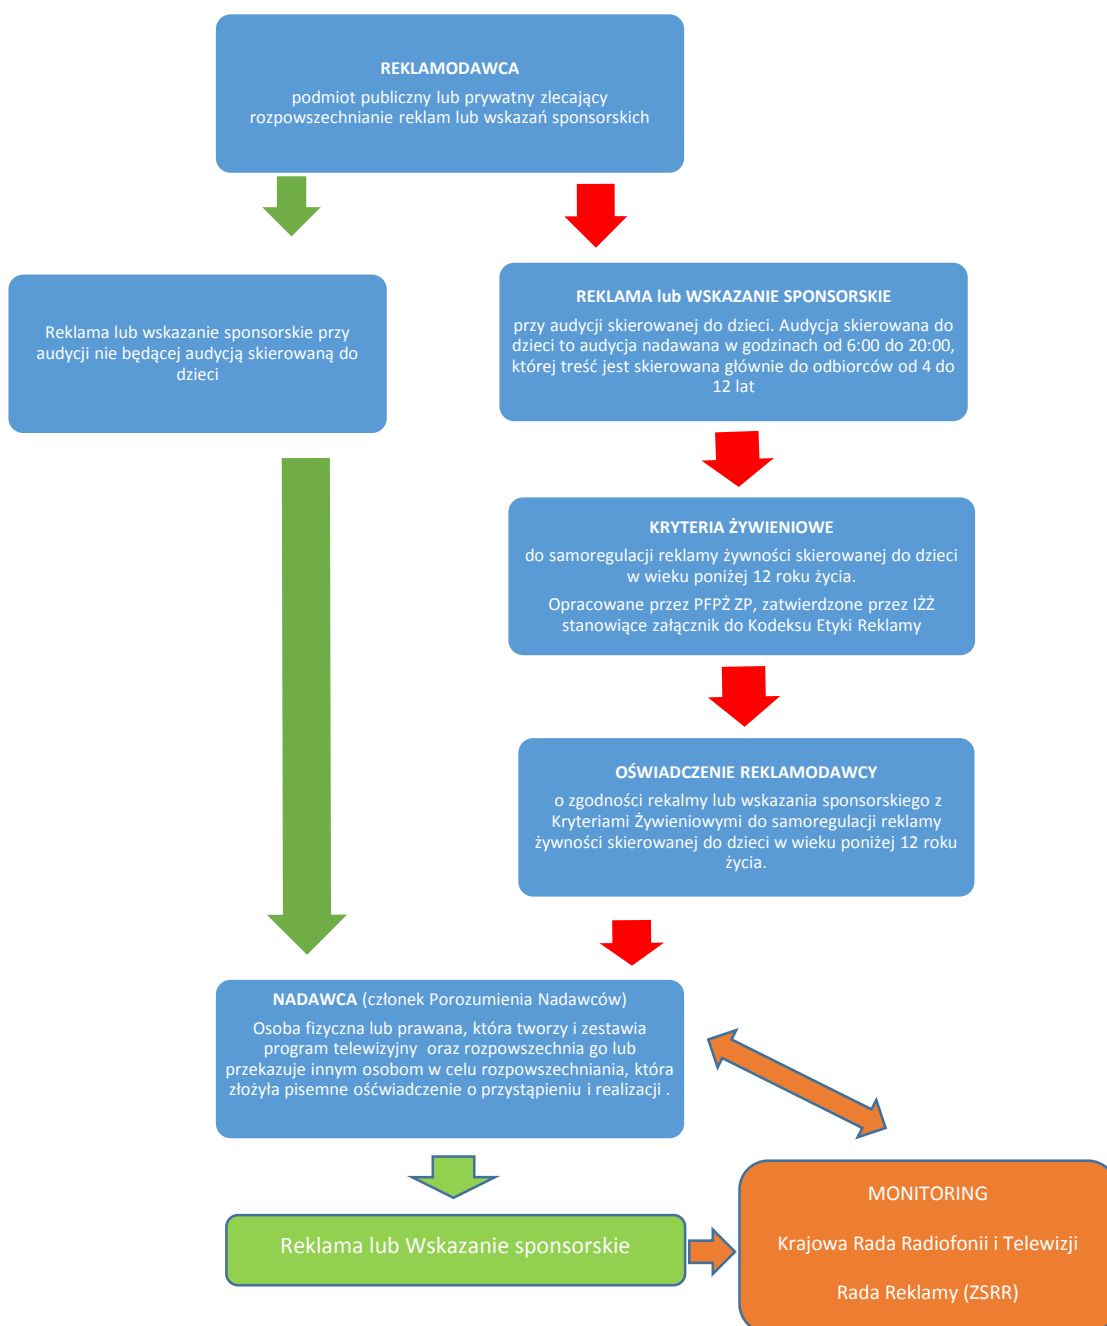 REKLAMODAWCA
podmiot publiczny lub prywatny zlecający
rozpowszechnianie reklam lub wskazań sponsorskich
Reklama lub wskazanie sponsorskie przy
audycji nie będącej audycją skierowaną do
dzieci
REKLAMA lub WSKAZANIE SPONSORSKIE
przy audycji skierowanej do dzieci. Audycja skierowana do
dzieci to audycja nadawana w godzinach od 6:00 do 20:00,
której treść jest skierowana głównie do odbiorców od 4 do
12 lat
KRYTERIA ŻYWIENIOWE
do samoregulacji reklamy żywności skierowanej do dzieci
w wieku poniżej 12 roku życia.
Opracowane przez PFPŻ ZP, zatwierdzone przez IŻŻ
stanowiące załącznik do Kodeksu Etyki Reklamy
OŚWIADCZENIE REKLAMODAWCY
o zgodności rekalmy lub wskazania sponsorskiego z
Kryteriami Żywieniowymi do samoregulacji reklamy
żywności skierowanej do dzieci w wieku poniżej 12 roku
życia.
NADAWCA (członek Porozumienia Nadawców)
Osoba fizyczna lub prawana, która tworzy i zestawia
program telewizyjny oraz rozpowszechnia go lub
przekazuje innym osobom w celu rozpowszechniania, która
złożyła pisemne ośćwiadczenie o przystąpieniu i realizacji .
Reklama lub Wskazanie sponsorskie
MONITORING
Krajowa Rada Radiofonii i Telewizji
Rada Reklamy (ZSRR)